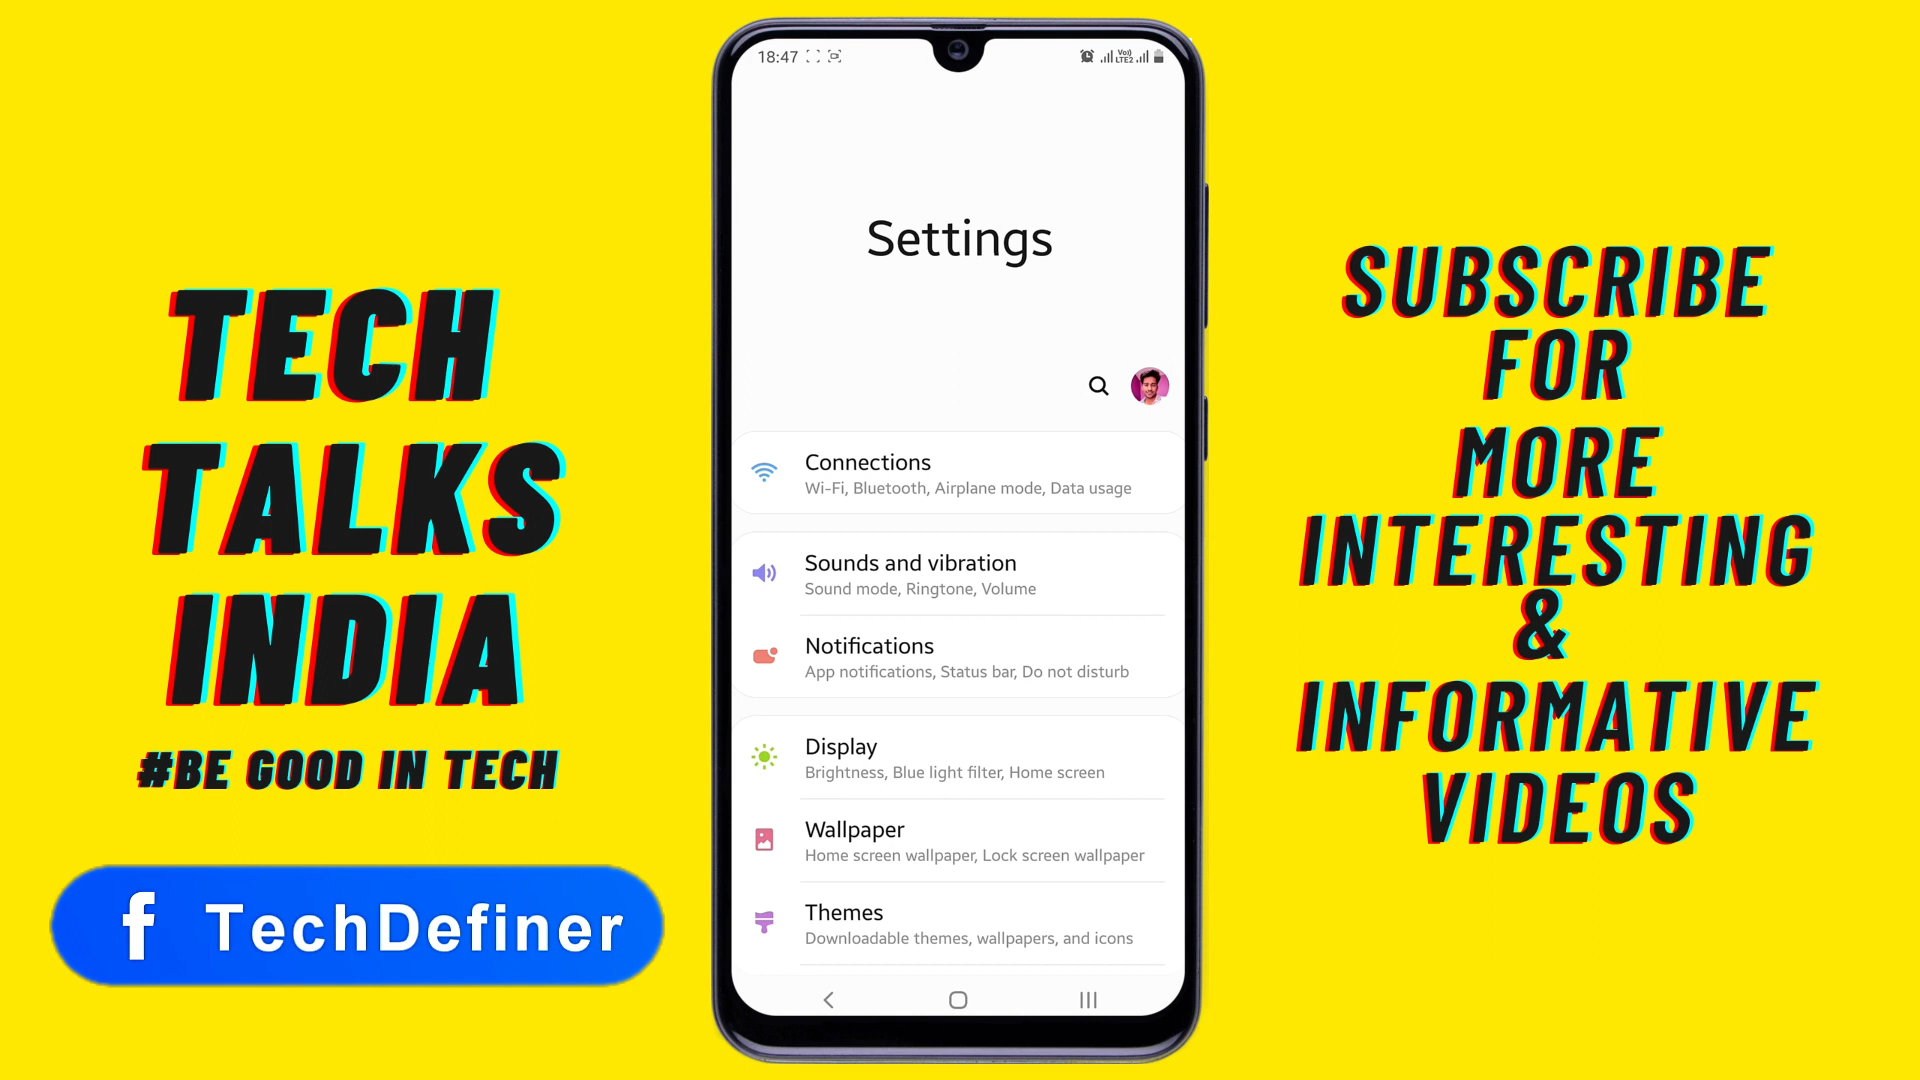 TECH
TALKS
INDIA
#BE GOOD IN TECH
f TechDefiner
18:47
Vo))
LTE2
Settings
Connections
Wi-Fi, Bluetooth, Airplane mode, Data usage
Sounds and vibration
Sound mode, Ringtone, Volume
Notifications
App notifications, Status bar, Do not disturb
Display
Brightness, Blue light filter, Home screen
Wallpaper
Home screen wallpaper, Lock screen wallpaper
Themes
Downloadable themes, wallpapers, and icons
SUBSCRIBE
FOR
MORE
INTERESTING
&
INFORMATIVE
VIDEOS